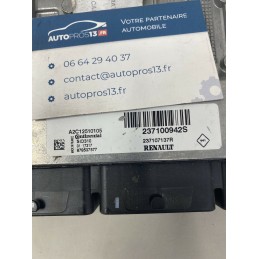 AUTOPROS13.FR
VOTRE PARTENAIRE
AUTOMOBILE
06 64 29 40 37
contact@autopros13.fr
autopros13.fr
A2C12510105
Continental
237100942S
237107137R
RENAULT